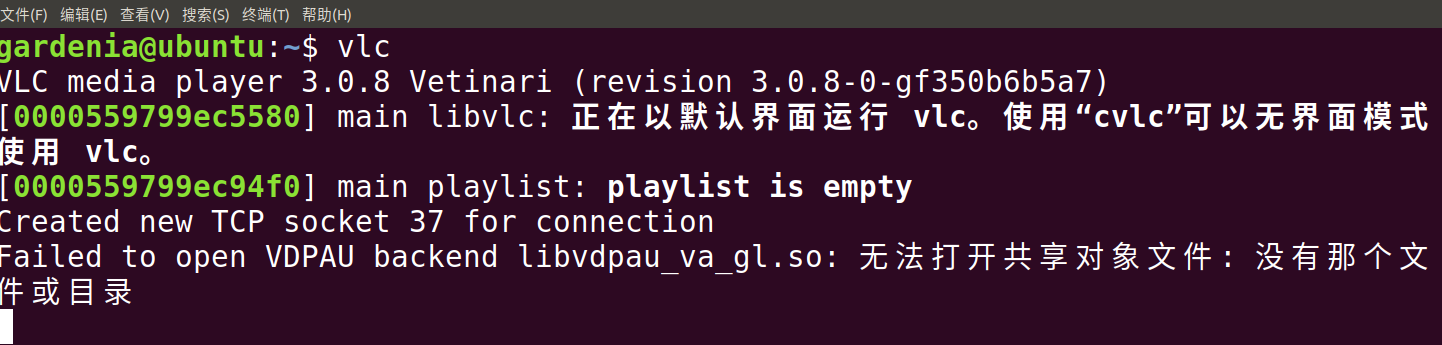 文件(F) 编辑(E) 查看(V) 搜索(S) 终端(T) 帮助(H)
gardenia@ubuntu:~$ vlc
VLC media player 3.0.8 Vetinari (revision 3.0.8-0-gf350b6b5a7)
[0000559799ec5580] main libvlc: 正在以默认界面运行 vlc。使用“cvlc”可以无界面模式
使用 vlc。
[0000559799ec94f0] main playlist: playlist is empty
Created new TCP socket 37 for connection
Failed to open VDPAU backend libvdpau_va_gl.so: 无法打开共享对象文件: 没有那个文
件或目录